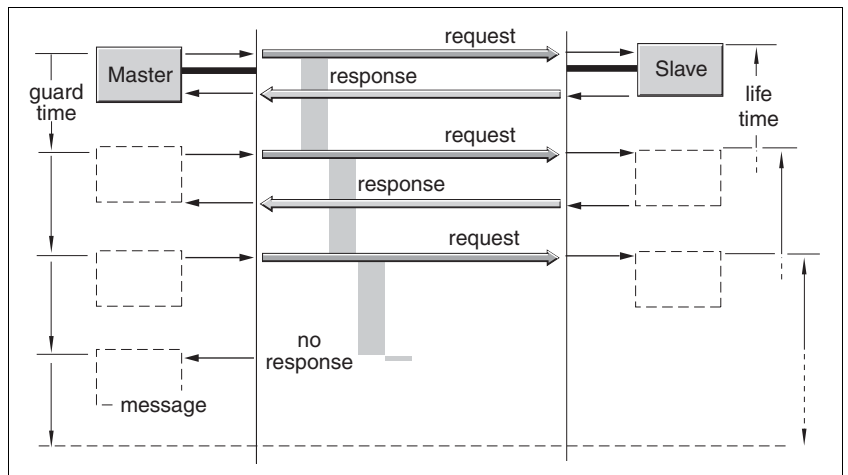 request
Master
Slave
response
guard
time
life
time
request
response
request
no
response
message